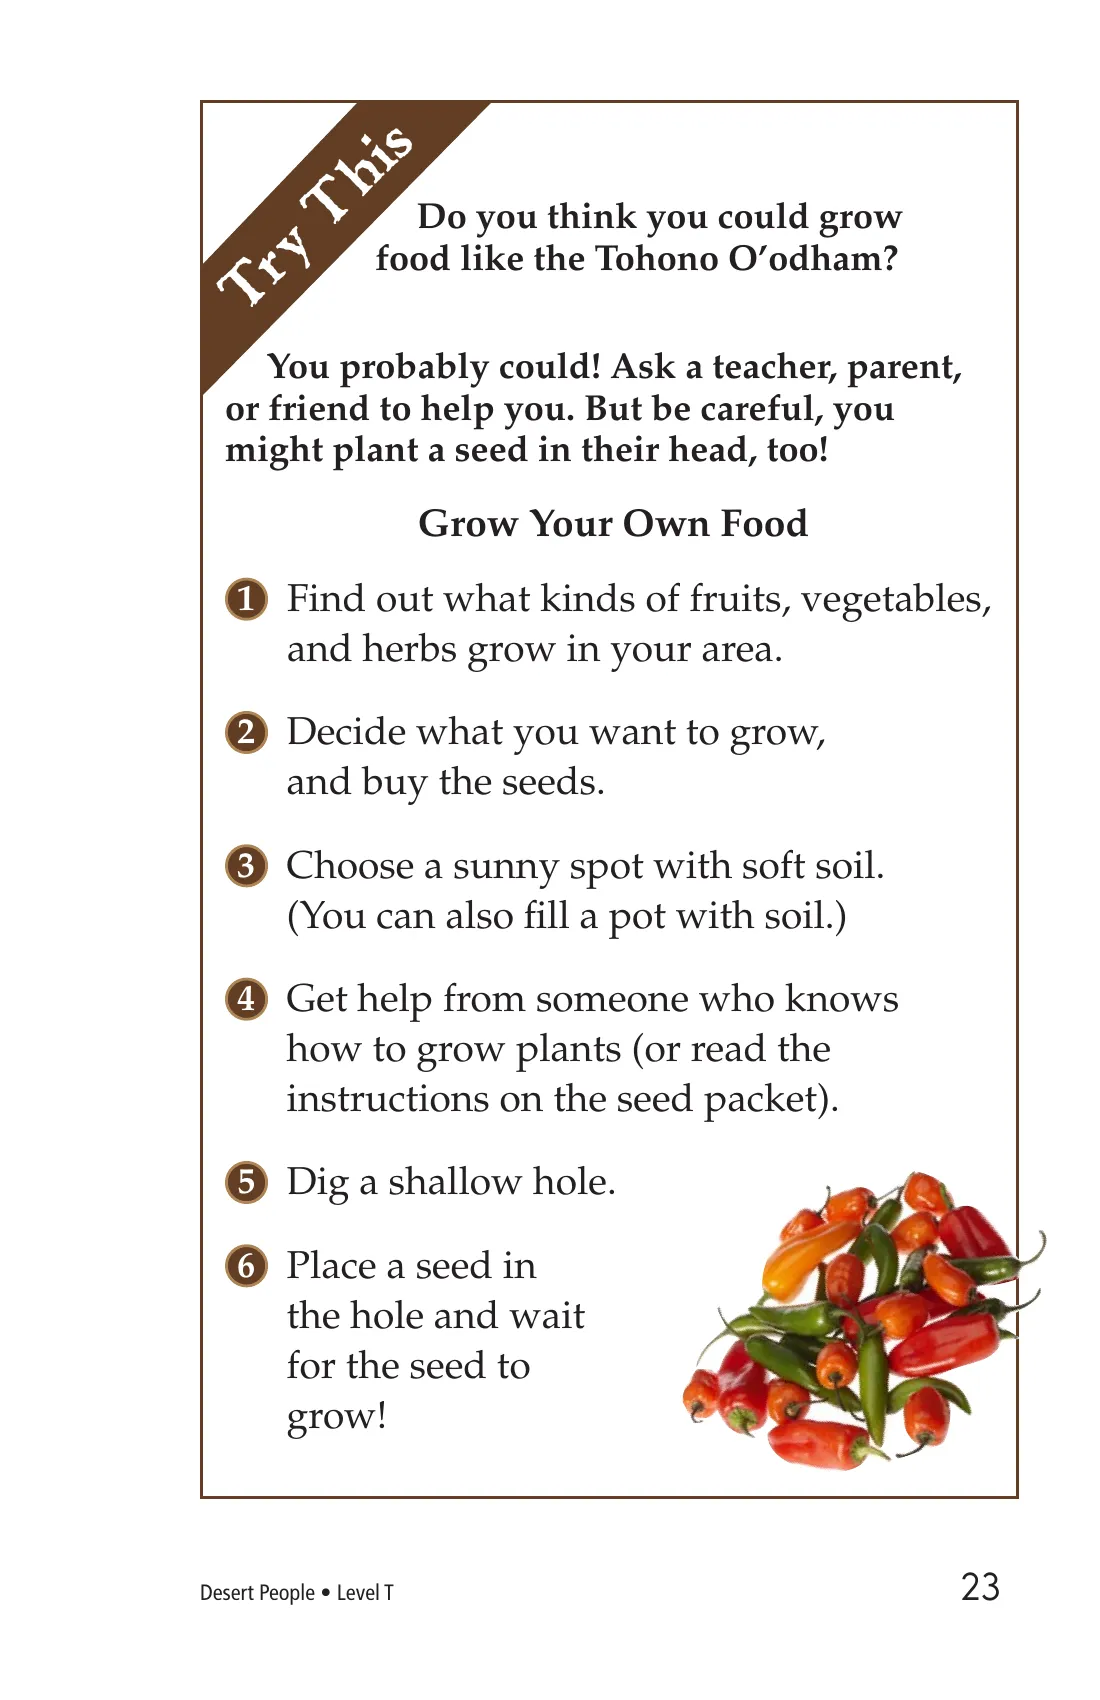 Try This
Do you think you could grow
food like the Tohono O’odham?
You probably could! Ask a teacher, parent,
or friend to help you. But be careful, you
might plant a seed in their head, too!
Grow Your Own Food
1 Find out what kinds of fruits, vegetables,
and herbs grow in your area.
2 Decide what you want to grow,
and buy the seeds.
3 Choose a sunny spot with soft soil.
(You can also fill a pot with soil.)
4 Get help from someone who knows
how to grow plants (or read the
instructions on the seed packet).
5 Dig a shallow hole.
6 Place a seed in
the hole and wait
for the seed to
grow!
Desert People • Level T
23